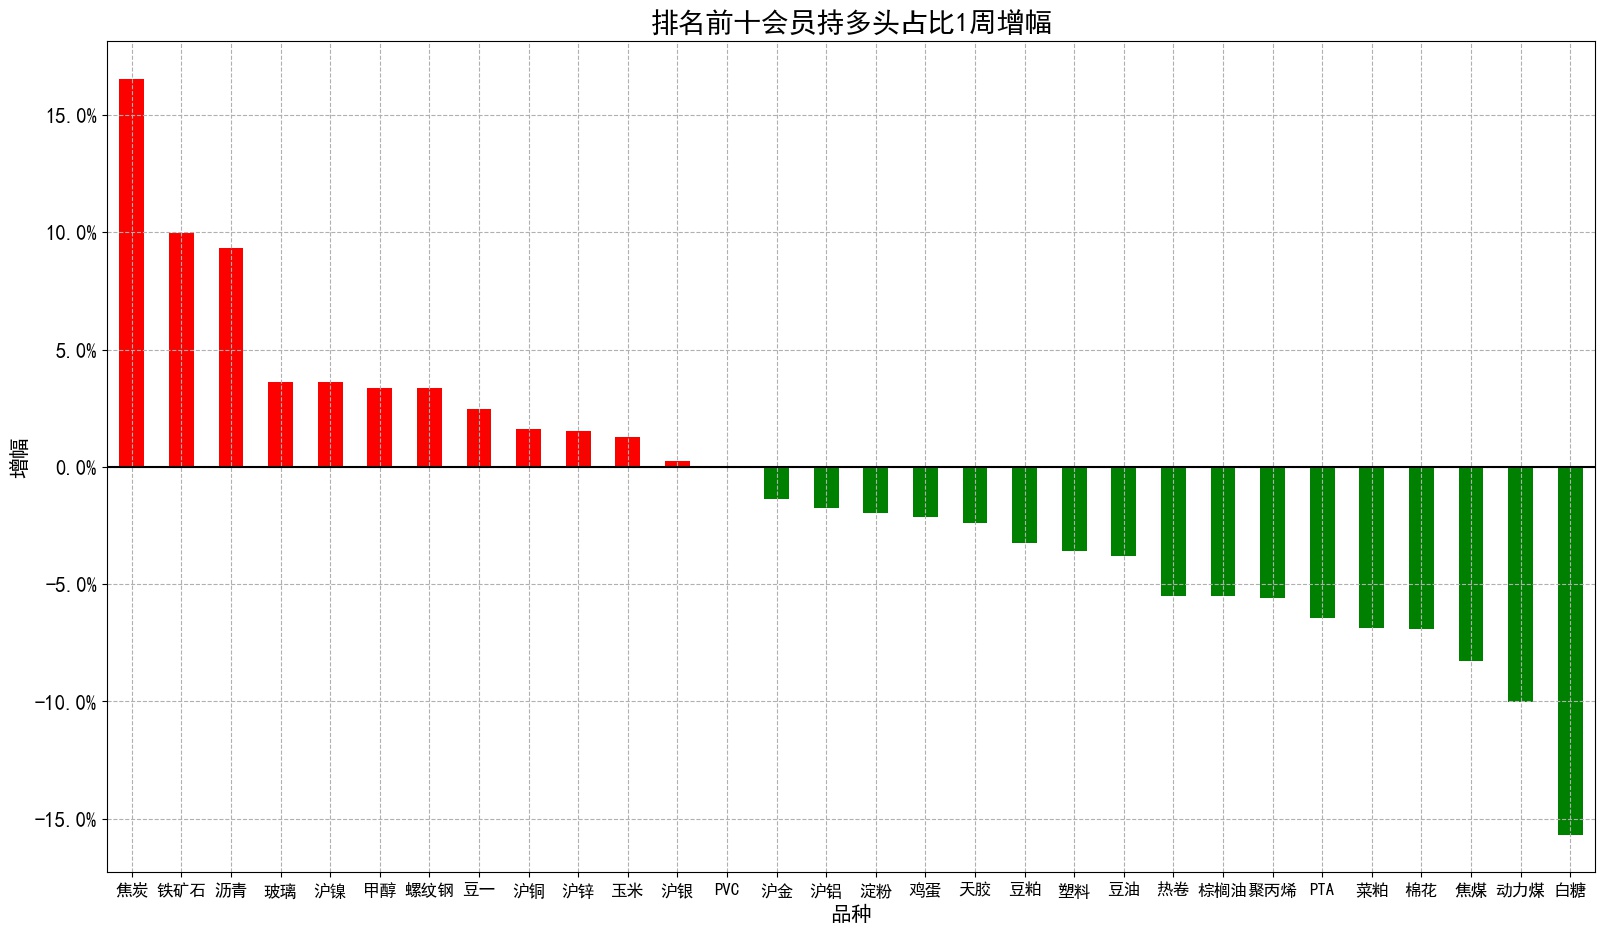 排名前十会员持多头占比1周增幅
15.0%
10.0%
5.0%
0.0%
−5.0%
−10.0%
−15.0%
增幅
焦炭 铁矿石 沥青 玻璃 沪镍 甲醇 螺纹钢 豆一 沪铜 沪锌 玉米 沪银 PVC 沪金 沪铝 淀粉 鸡蛋 天胶 豆粕 塑料 豆油 热卷 棕榈油 聚丙烯 PTA 菜粕 棉花 焦煤 动力煤 白糖
品种